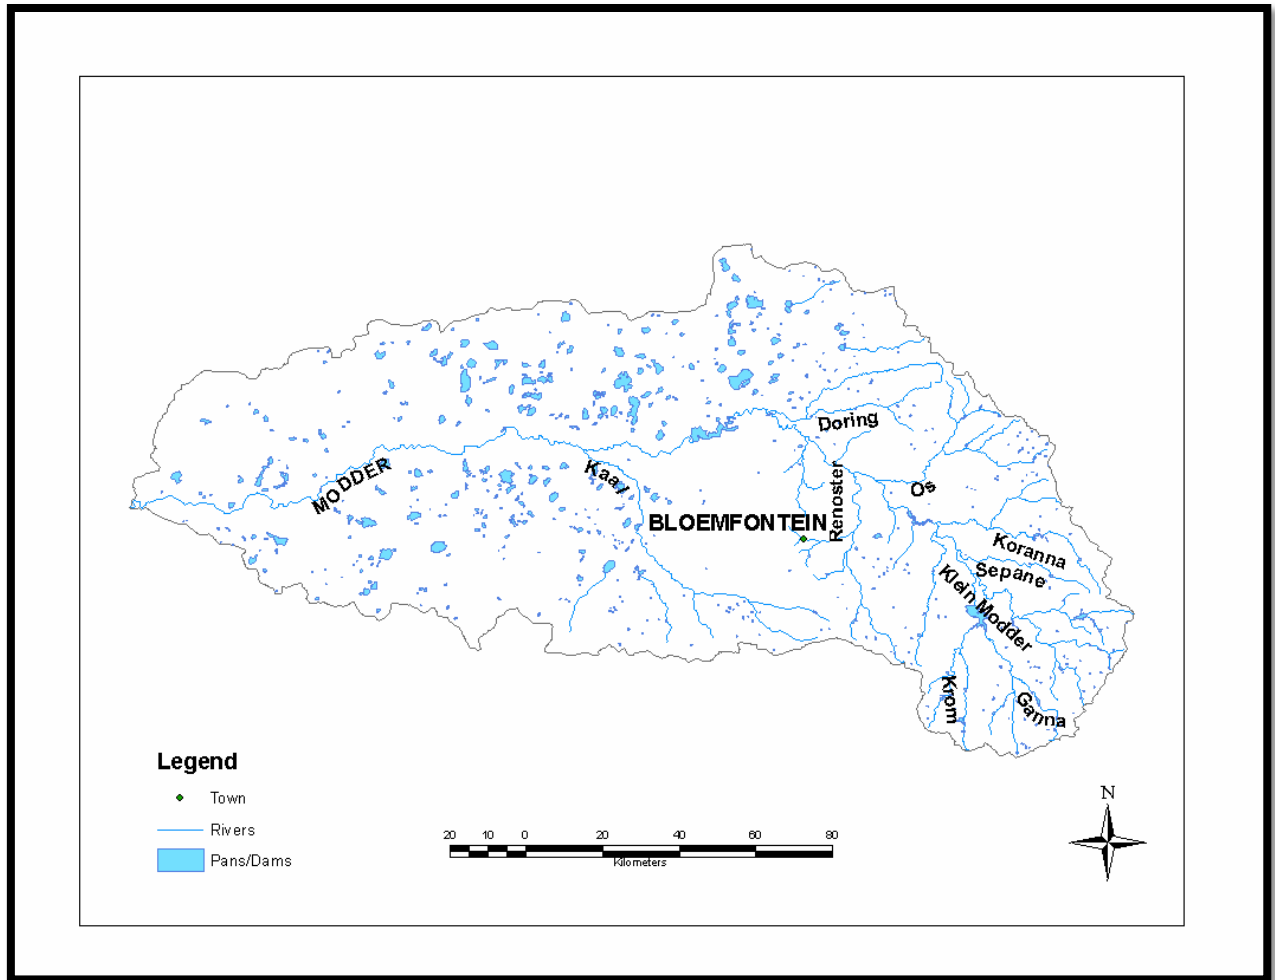 Doring
MODDER
Kaal
Renoster
Os
BLOEMFONTEIN
Koranna
Sepane
Klein Modder
Krom
Ganna
Legend
Town
Rivers
Pans/Dams
20 10 0 20 40 60 80
Kilometers
N